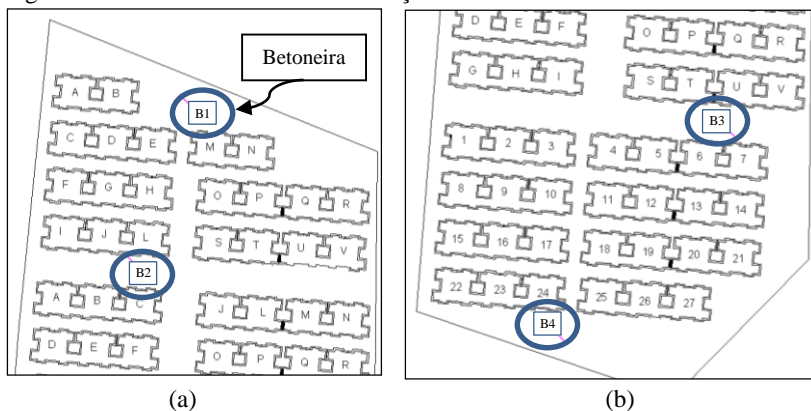 Betoneira
A B
B1
C D E
M N
F G H
O P Q R
I J L
S T U V
B2
A B C
J L M N
D E F
O P Q R
(a)
D E F
O P Q R
G H I
S T U V
B3
1 2 3 4 5 6 7
8 9 10 11 12 13 14
15 16 17 18 19 20 21
22 23 24 25 26 27
B4
(b)